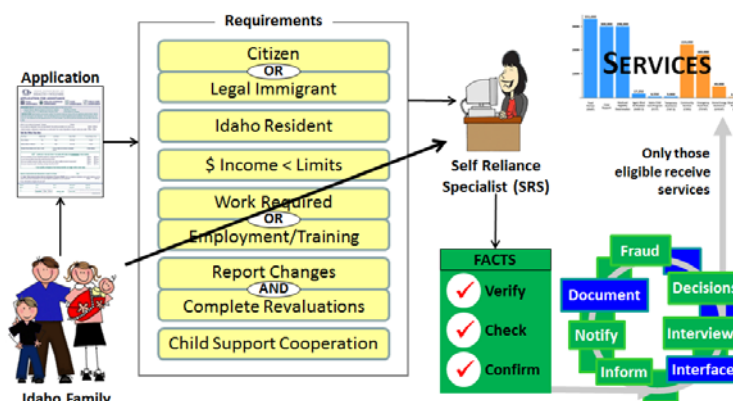 Requirements
Citizen
OR
Legal Immigrant
Idaho Resident
$ Income < Limits
Work Required
OR
Employment/Training
Report Changes
AND
Complete Revaluations
Child Support Cooperation
Application
Idaho Family
Self Reliance
Specialist (SRS)
FACTS
Verify
Check
Confirm
SERVICES
Only those
eligible receive
services
Fraud
Decisions
Interview
Interface
Inform
Notify
Document